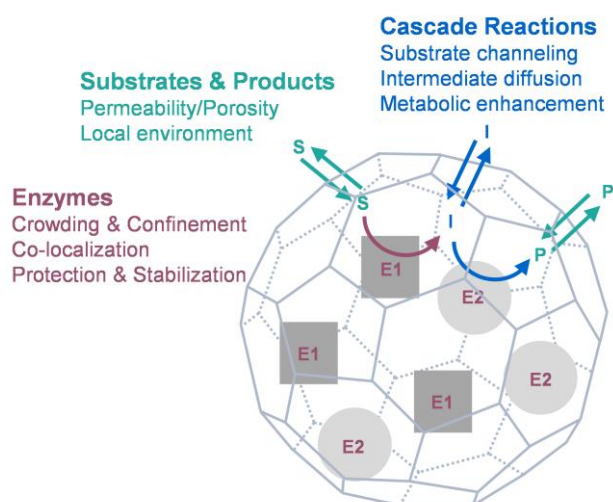 Cascade Reactions
Substrate channeling
Intermediate diffusion
Metabolic enhancement
Substrates & Products
Permeability/Porosity
Local environment
Enzymes
Crowding & Confinement
Co-localization
Protection & Stabilization
I
S
S
I
P
P
E1
E2
E1
E2
E1
E2